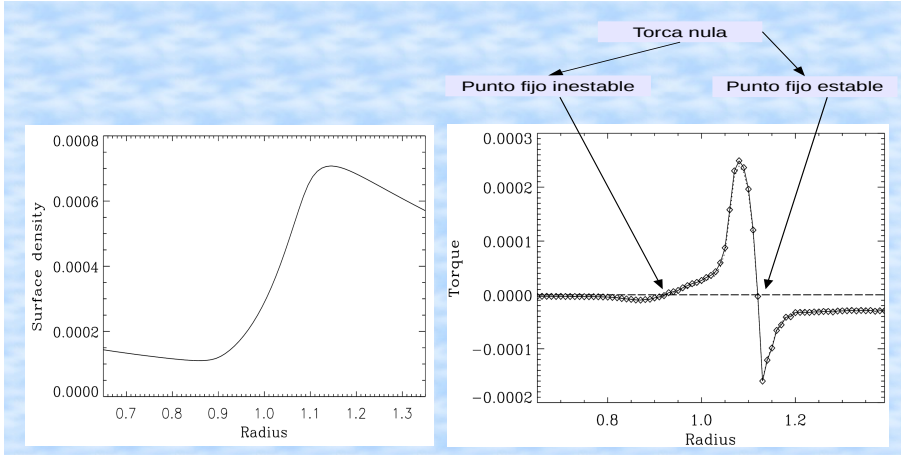 Torca nula
Punto fijo inestable
Punto fijo estable
0.0008
0.0006
0.0004
0.0002
0.0000
Surface density
0.7 0.8 0.9 1.0 1.1 1.2 1.3
Radius
0.0003
0.0002
0.0001
0.0000
−0.0001
−0.0002
Torque
0.8 1.0 1.2
Radius